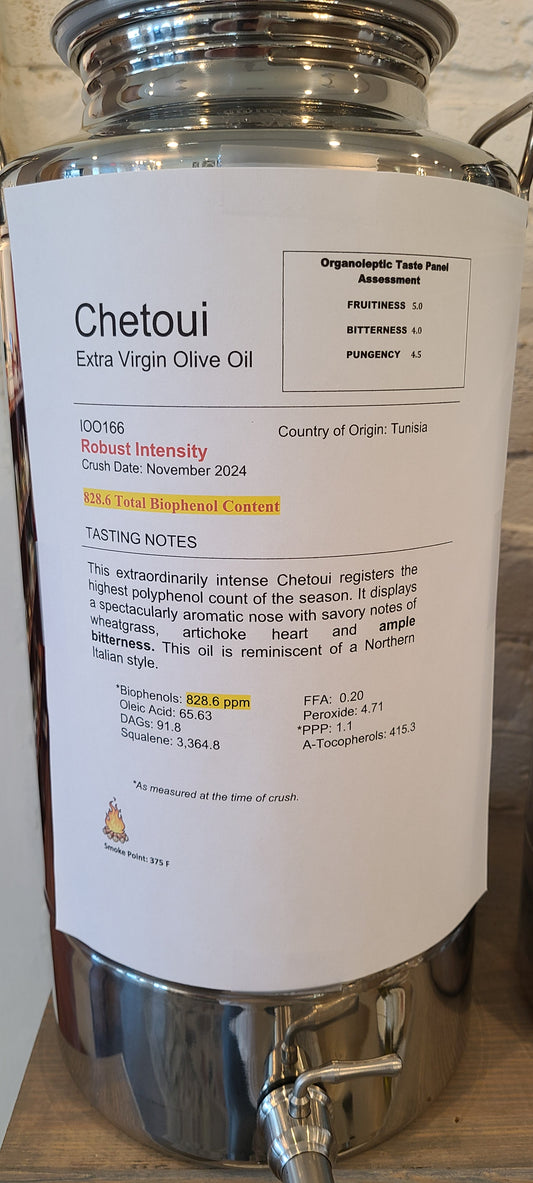 Organoleptic Taste Panel
Assessment
FRUITINESS 5.0
BITTERNESS 4.0
PUNGENCY 4.5
Chetoui
Extra Virgin Olive Oil
IOO166
Country of Origin: Tunisia
Robust Intensity
Crush Date: November 2024
828.6 Total Biophenol Content
TASTING NOTES
This extraordinarily intense Chetoui registers the
highest polyphenol count of the season. It displays
a spectacularly aromatic nose with savory notes of
wheatgrass, artichoke heart and ample
bitterness. This oil is reminiscent of a Northern
Italian style.
*Biophenols: 828.6 ppm
Oleic Acid: 65.63
DAGs: 91.8
Squalene: 3,364.8
FFA: 0.20
Peroxide: 4.71
*PPP: 1.1
A-Tocopherols: 415.3
*As measured at the time of crush.
Smoke Point: 375 F